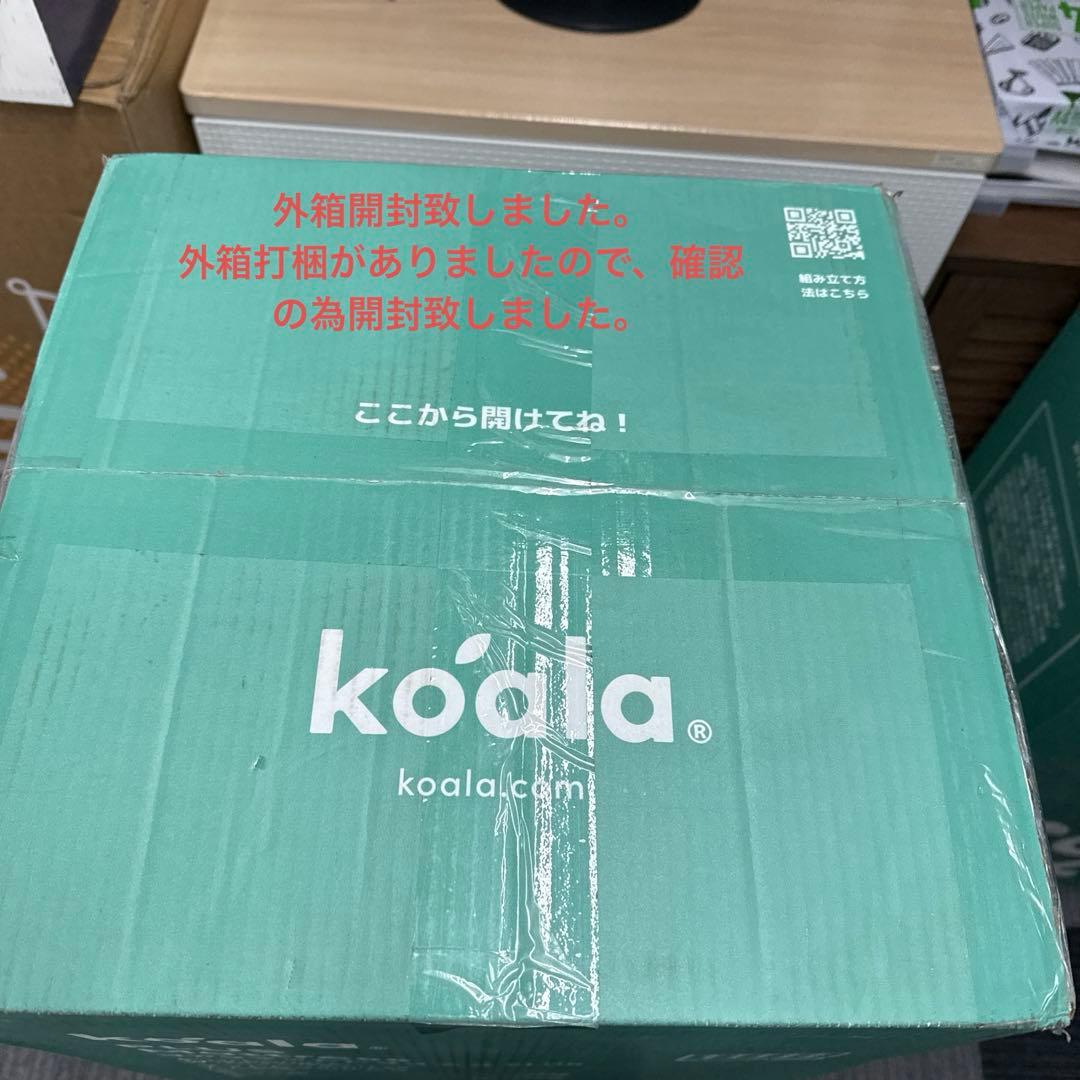 外箱開封致しました。
外箱打梱がありましたので、確認
の為開封致しました。
組み立て方
法はこちら
ここから開けてね！
koala®
koala.com